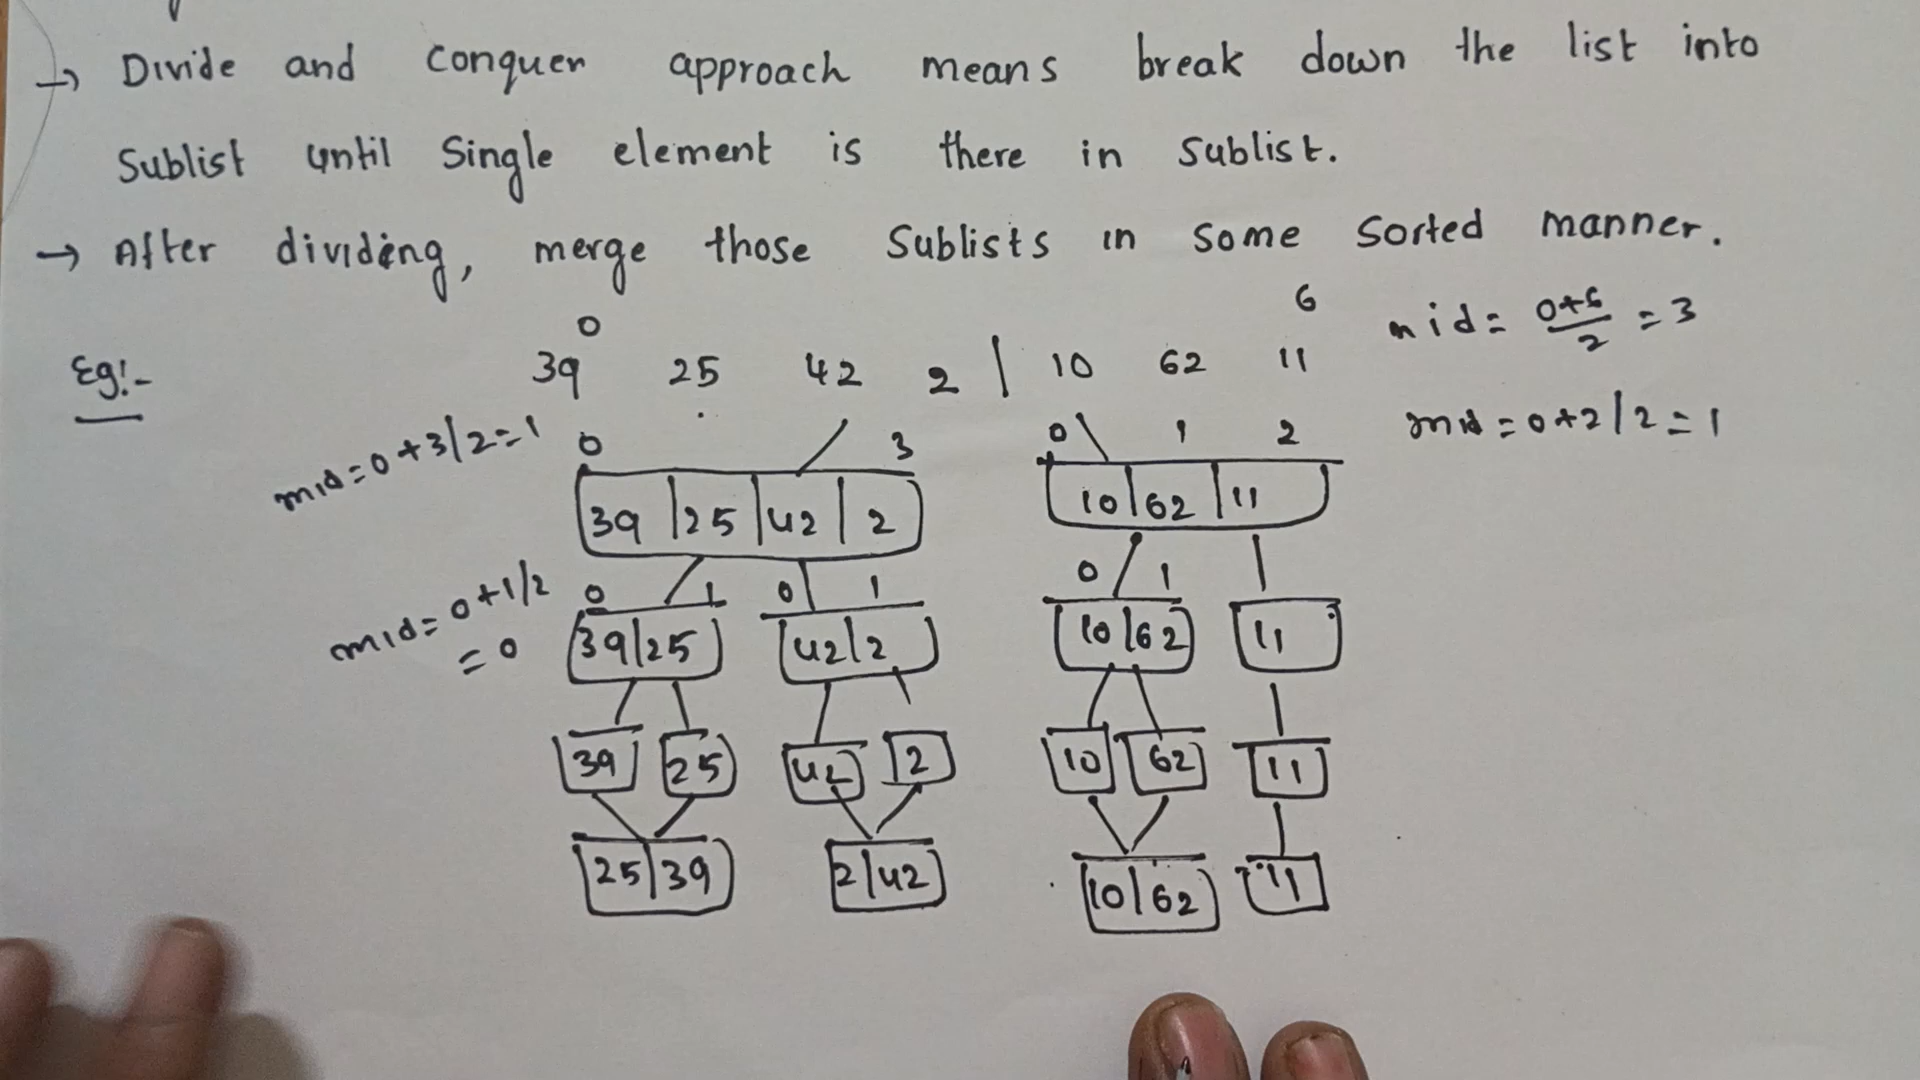 → Divide and conquer approach means break down the list into
Sublist until Single element is there in Sublist.
→ After dividing, merge those Sublists in some Sorted manner.
0 6 mid = 0+6/2 = 3
Eg:- 39 25 42 2 | 10 62 11
mid = 0+3/2 = 1 0 3 0 1 2 mid = 0+2/2 = 1
39 | 25 | 42 | 2 10 | 62 | 11
mid = 0+1/2 0 1 0 1 0 1
= 0 39 | 25 42 | 2 10 | 62 11
39 25 42 2 10 62 11
25 | 39 2 | 42 10 | 62 11